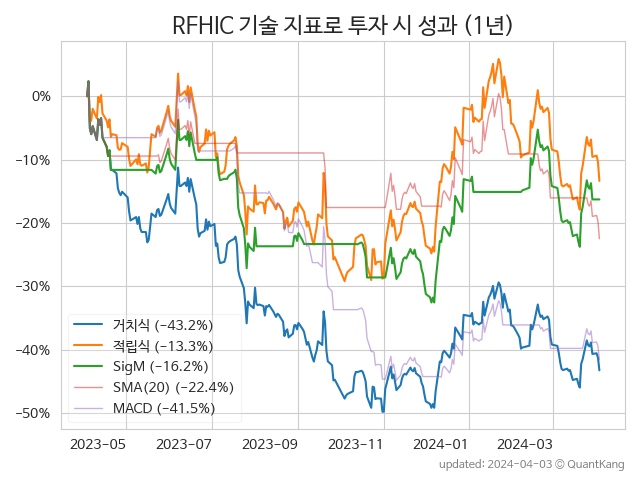 RFHIC 기술 지표로 투자 시 성과 (1년)
0%
−10%
−20%
−30%
−40%
−50%
거치식 (−43.2%)
적립식 (−13.3%)
SigM (−16.2%)
SMA(20) (−22.4%)
MACD (−41.5%)
2023−05 2023−07 2023−09 2023−11 2024−01 2024−03
updated: 2024−04−03 © QuantKang